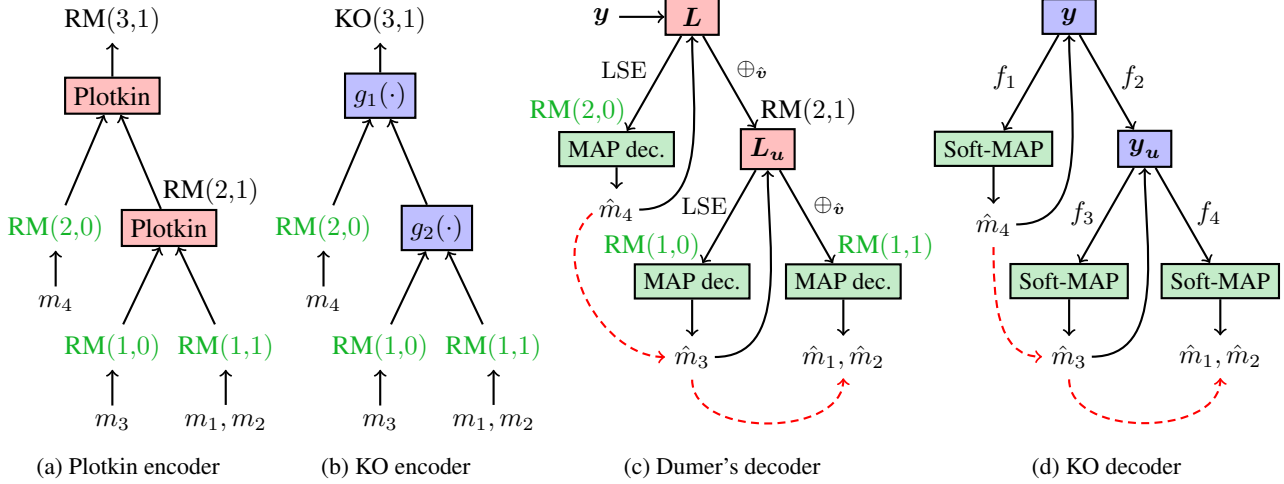 RM(3,1)
Plotkin
RM(2,1)
RM(2,0)
Plotkin
m₄
RM(1,0)
RM(1,1)
m₃
m₁, m₂
(a) Plotkin encoder
KO(3,1)
g₁(·)
RM(2,0)
g₂(·)
m₄
RM(1,0)
RM(1,1)
m₃
m₁, m₂
(b) KO encoder
y
L
LSE
⊕v̂
RM(2,0)
RM(2,1)
MAP dec.
Lᵤ
m̂₄
LSE
⊕v̂
RM(1,0)
RM(1,1)
MAP dec.
MAP dec.
m̂₃
m̂₁, m̂₂
(c) Dumer's decoder
y
f₁
f₂
Soft-MAP
yᵤ
m̂₄
f₃
f₄
Soft-MAP
Soft-MAP
m̂₃
m̂₁, m̂₂
(d) KO decoder